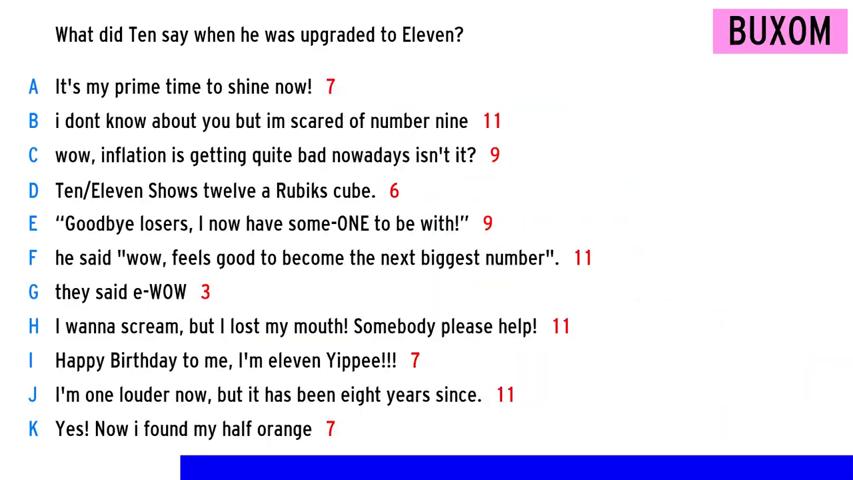 What did Ten say when he was upgraded to Eleven?
BUXOM
A It's my prime time to shine now! 7
B i dont know about you but im scared of number nine 11
C wow, inflation is getting quite bad nowadays isn't it? 9
D Ten/Eleven Shows twelve a Rubiks cube. 6
E “Goodbye losers, I now have some-ONE to be with!” 9
F he said "wow, feels good to become the next biggest number". 11
G they said e-WOW 3
H I wanna scream, but I lost my mouth! Somebody please help! 11
I Happy Birthday to me, I'm eleven Yippee!!! 7
J I'm one louder now, but it has been eight years since. 11
K Yes! Now i found my half orange 7